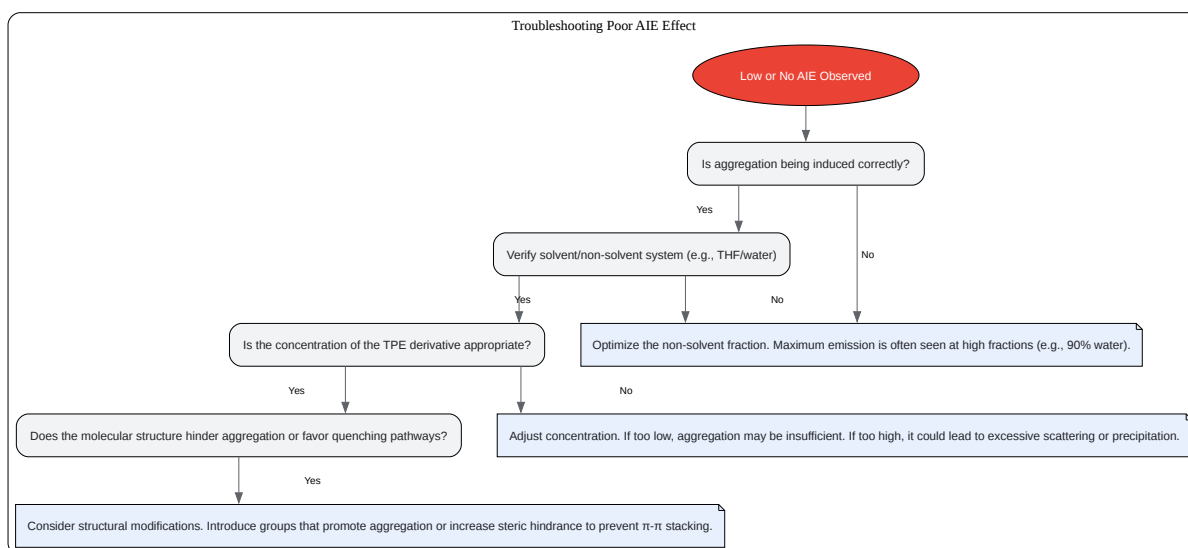 Troubleshooting Poor AIE Effect
Low or No AIE Observed
Is aggregation being induced correctly?
Yes
Verify solvent/non-solvent system (e.g., THF/water)
No
Yes
No
Is the concentration of the TPE derivative appropriate?
Optimize the non-solvent fraction. Maximum emission is often seen at high fractions (e.g., 90% water).
Yes
No
Does the molecular structure hinder aggregation or favor quenching pathways?
Adjust concentration. If too low, aggregation may be insufficient. If too high, it could lead to excessive scattering or precipitation.
Yes
Consider structural modifications. Introduce groups that promote aggregation or increase steric hindrance to prevent π-π stacking.